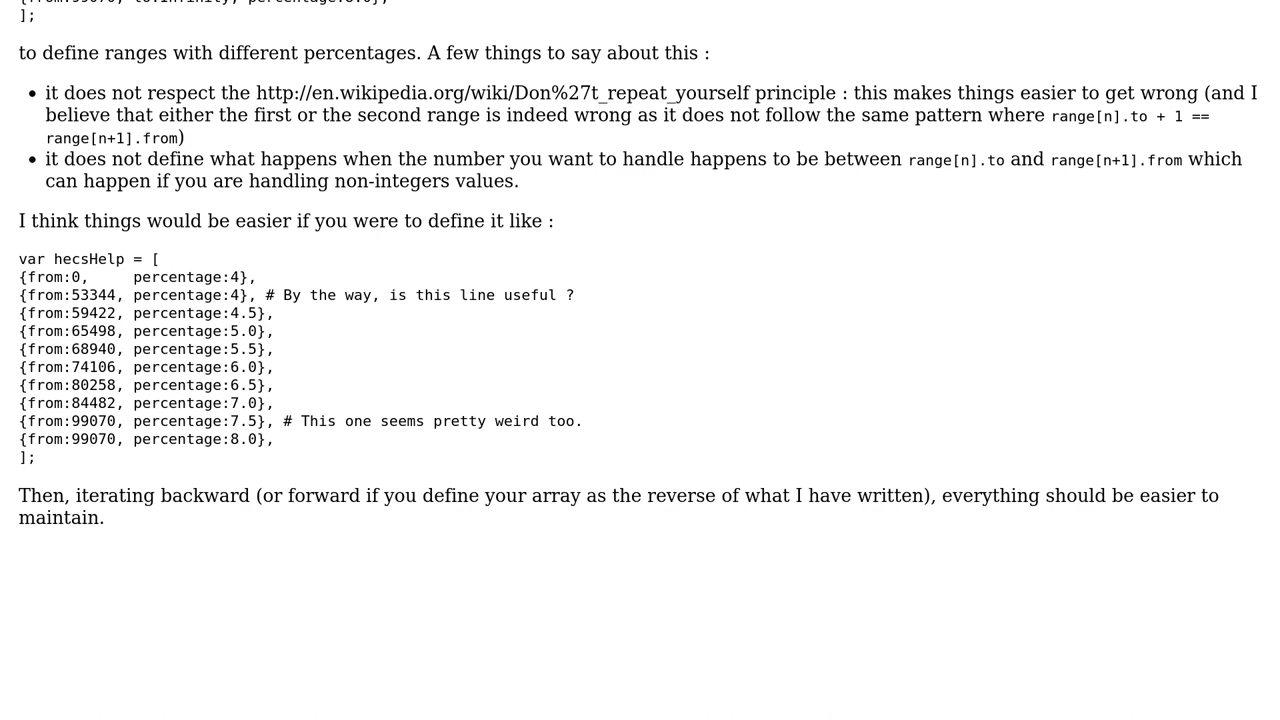 ];
to define ranges with different percentages. A few things to say about this :
• it does not respect the http://en.wikipedia.org/wiki/Don%27t_repeat_yourself principle : this makes things easier to get wrong (and I
believe that either the first or the second range is indeed wrong as it does not follow the same pattern where range[n].to + 1 ==
range[n+1].from)
• it does not define what happens when the number you want to handle happens to be between range[n].to and range[n+1].from which
can happen if you are handling non-integers values.
I think things would be easier if you were to define it like :
var hecsHelp = [
{from:0,     percentage:4},
{from:53344, percentage:4}, # By the way, is this line useful ?
{from:59422, percentage:4.5},
{from:65498, percentage:5.0},
{from:68940, percentage:5.5},
{from:74106, percentage:6.0},
{from:80258, percentage:6.5},
{from:84482, percentage:7.0},
{from:99070, percentage:7.5}, # This one seems pretty weird too.
{from:99070, percentage:8.0},
];
Then, iterating backward (or forward if you define your array as the reverse of what I have written), everything should be easier to
maintain.